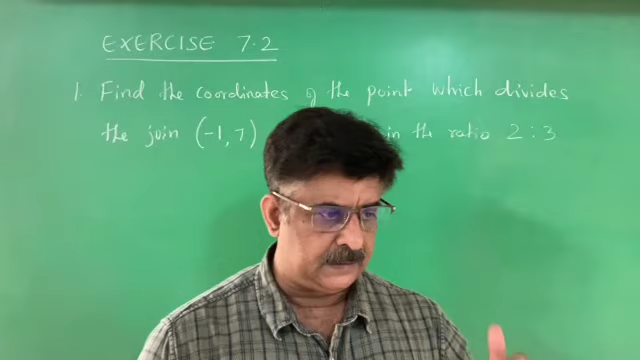 EXERCISE 7.2
1. Find the coordinates of the point which divides
the join (-1, 7) in the ratio 2 : 3